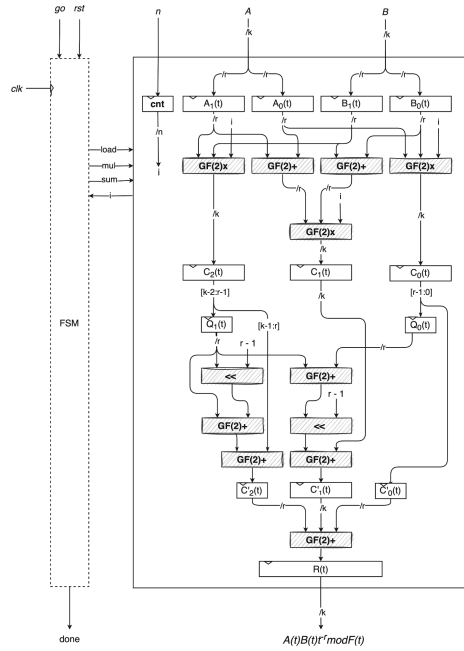 go rst n A B
/k /k
clk
/r /r /r /r
cnt A1(t) A0(t) B1(t) B0(t)
/n /r i /r /r /r i
load
mul
sum
i
i
GF(2)x GF(2)+ GF(2)+ GF(2)x
/r /r i
/k GF(2)x /k
/k
C2(t) C1(t) C0(t)
[k-2:r-1] /k [r-1:0]
FSM
Q1(t) [k-1:r] Q0(t)
/r r - 1 /r
<< GF(2)+
r - 1
GF(2)+ <<
GF(2)+ GF(2)+
C'2(t) C'1(t) C'0(t)
/r /k /r
GF(2)+
R(t)
/k
done A(t)B(t)t-rmodF(t)